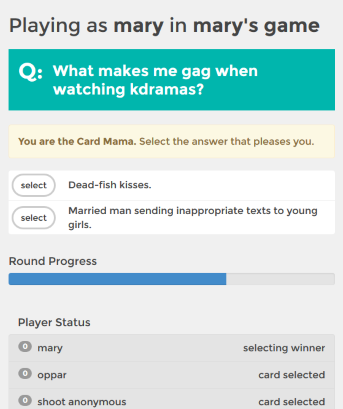 Playing as mary in mary's game
Q: What makes me gag when
watching kdramas?
You are the Card Mama. Select the answer that pleases you.
select Dead-fish kisses.
select Married man sending inappropriate texts to young
girls.
Round Progress
Player Status
0 mary selecting winner
0 oppar card selected
0 shoot anonymous card selected